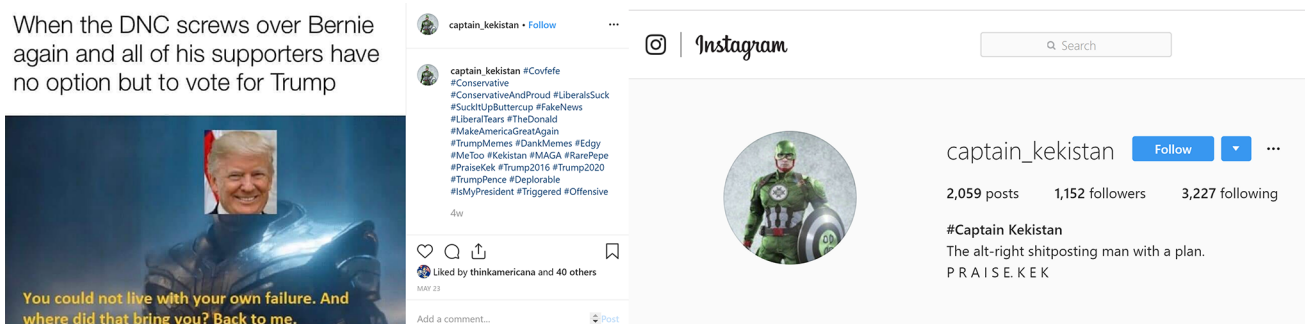 When the DNC screws over Bernie
again and all of his supporters have
no option but to vote for Trump
You could not live with your own failure. And
where did that bring you? Back to me.
captain_kekistan • Follow
captain_kekistan #Covfefe
#Conservative
#ConservativeAndProud #LiberalsSuck
#SuckItUpButtercup #FakeNews
#LiberalTears #TheDonald
#MakeAmericaGreatAgain
#TrumpMemes #DankMemes #Edgy
#MeToo #Kekistan #MAGA #RarePepe
#PraiseKek #Trump2016 #Trump2020
#TrumpPence #Deplorable
#IsMyPresident #Triggered #Offensive
4w
Liked by thinkamericana and 40 others
MAY 23
Add a comment...
Post
Instagram
Search
captain_kekistan
Follow
2,059 posts 1,152 followers 3,227 following
#Captain Kekistan
The alt-right shitposting man with a plan.
P R A I S E. K E K